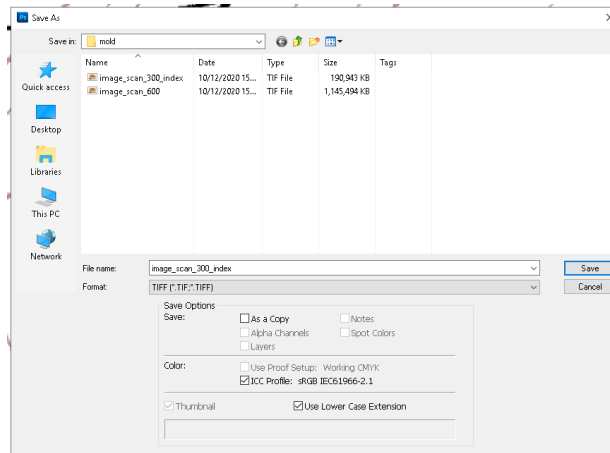 Ps Save As
Save in: mold
Name Date Type Size Tags
image_scan_300_index 10/12/2020 15... TIF File 190,943 KB
image_scan_600 10/12/2020 15... TIF File 1,145,494 KB
Quick access
Desktop
Libraries
This PC
Network
File name: image_scan_300_index Save
Format: TIFF (*.TIF;*.TIFF) Cancel
Save Options
Save: As a Copy Notes
Alpha Channels Spot Colors
Layers
Color: Use Proof Setup: Working CMYK
ICC Profile: sRGB IEC61966-2.1
Thumbnail Use Lower Case Extension